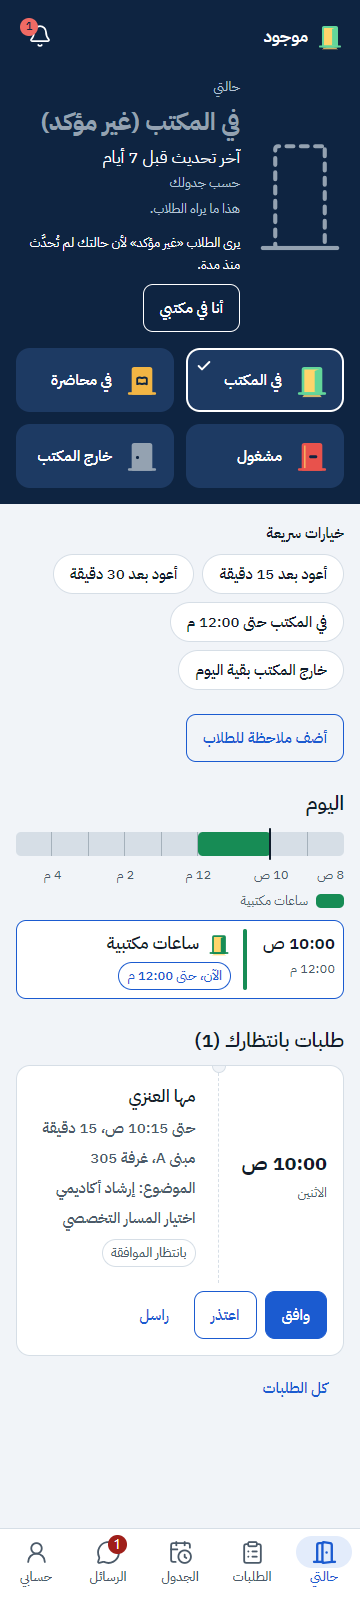 موجود
1
حالتي
في المكتب (غير مؤكد)
آخر تحديث قبل 7 أيام
حسب جدولك
هذا ما يراه الطلاب.
يرى الطلاب «غير مؤكد» لأن حالتك لم تُحدَّث
منذ مدة.
أنا في مكتبي
في المكتب
في محاضرة
مشغول
خارج المكتب
خيارات سريعة
أعود بعد 15 دقيقة
أعود بعد 30 دقيقة
في المكتب حتى 12:00 م
خارج المكتب بقية اليوم
أضف ملاحظة للطلاب
اليوم
8 ص
10 ص
12 م
2 م
4 م
ساعات مكتبية
10:00 ص
12:00 م
ساعات مكتبية
الآن، حتى 12:00 م
طلبات بانتظارك (1)
10:00 ص
الاثنين
مها العنزي
حتى 10:15 ص، 15 دقيقة
مبنى A، غرفة 305
الموضوع: إرشاد أكاديمي
اختيار المسار التخصصي
بانتظار الموافقة
وافق
اعتذر
راسل
كل الطلبات
حالتي
الطلبات
الجدول
1
الرسائل
حسابي